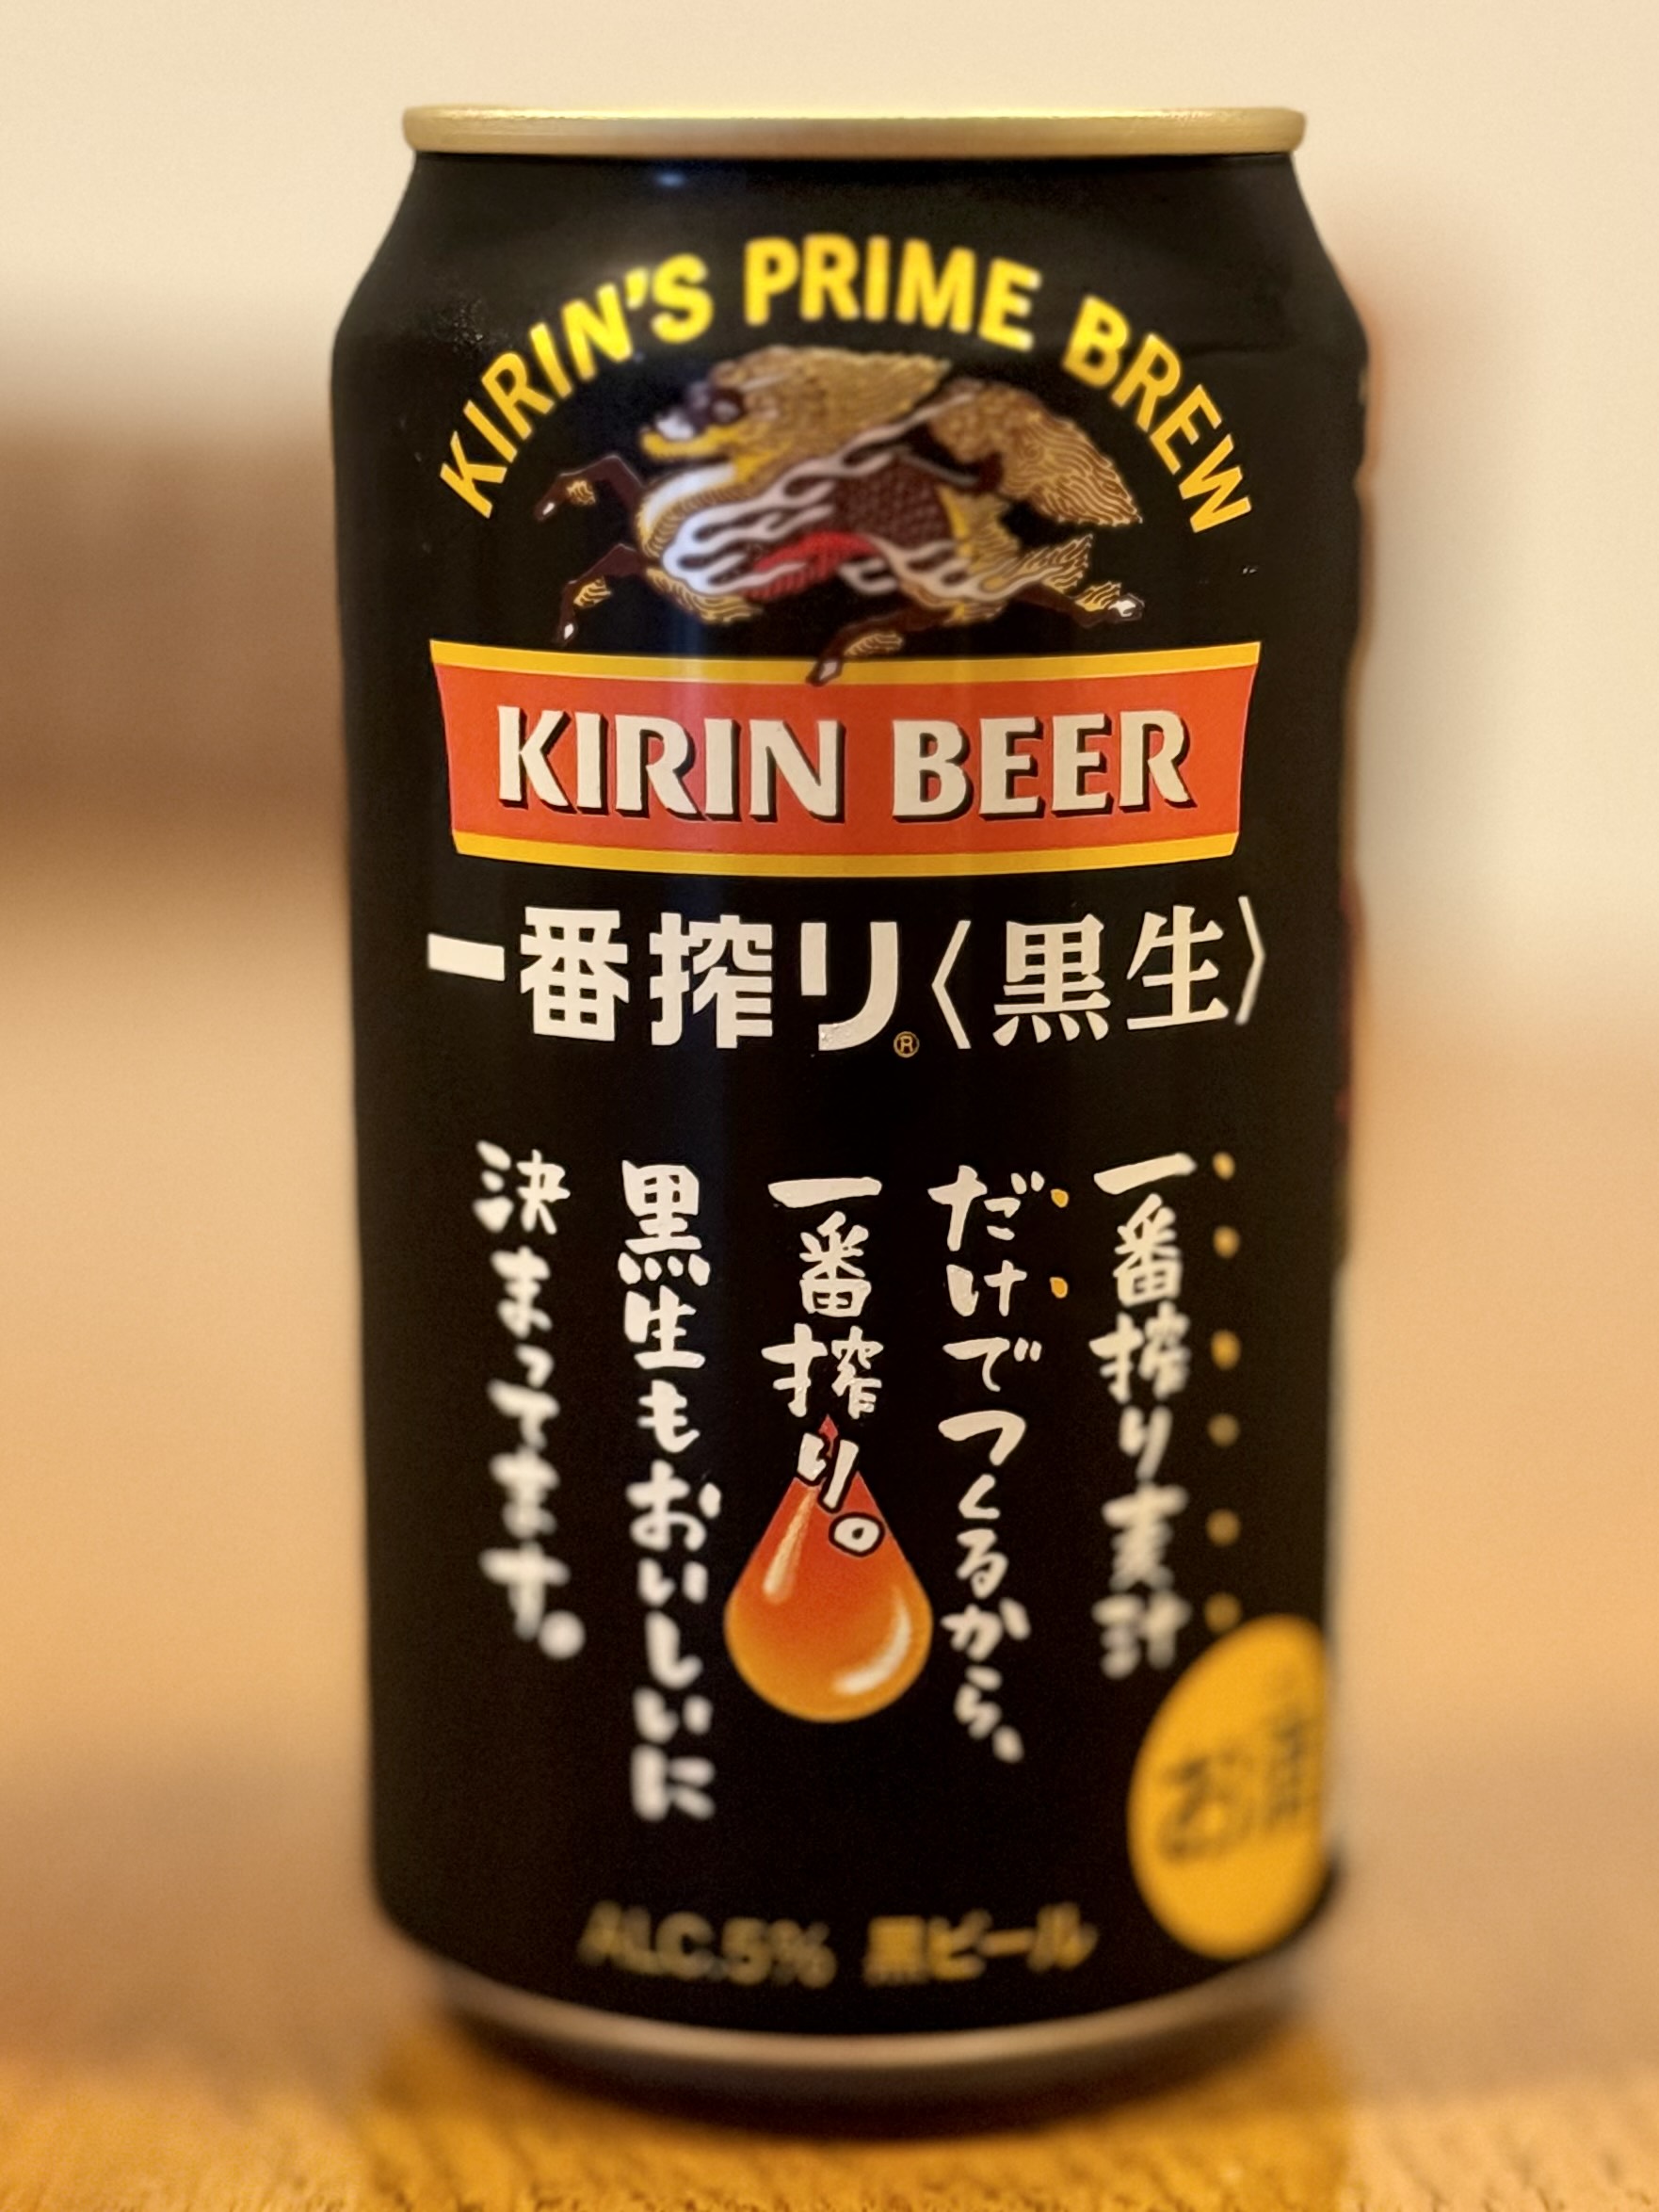 KIRIN'S PRIME BREW
KIRIN BEER
一番搾り®〈黒生〉
一番搾り麦汁
だけでつくるから、
一番搾り。
黒生もおいしいに
決まってます。
お酒
ALC.5% 黒ビール